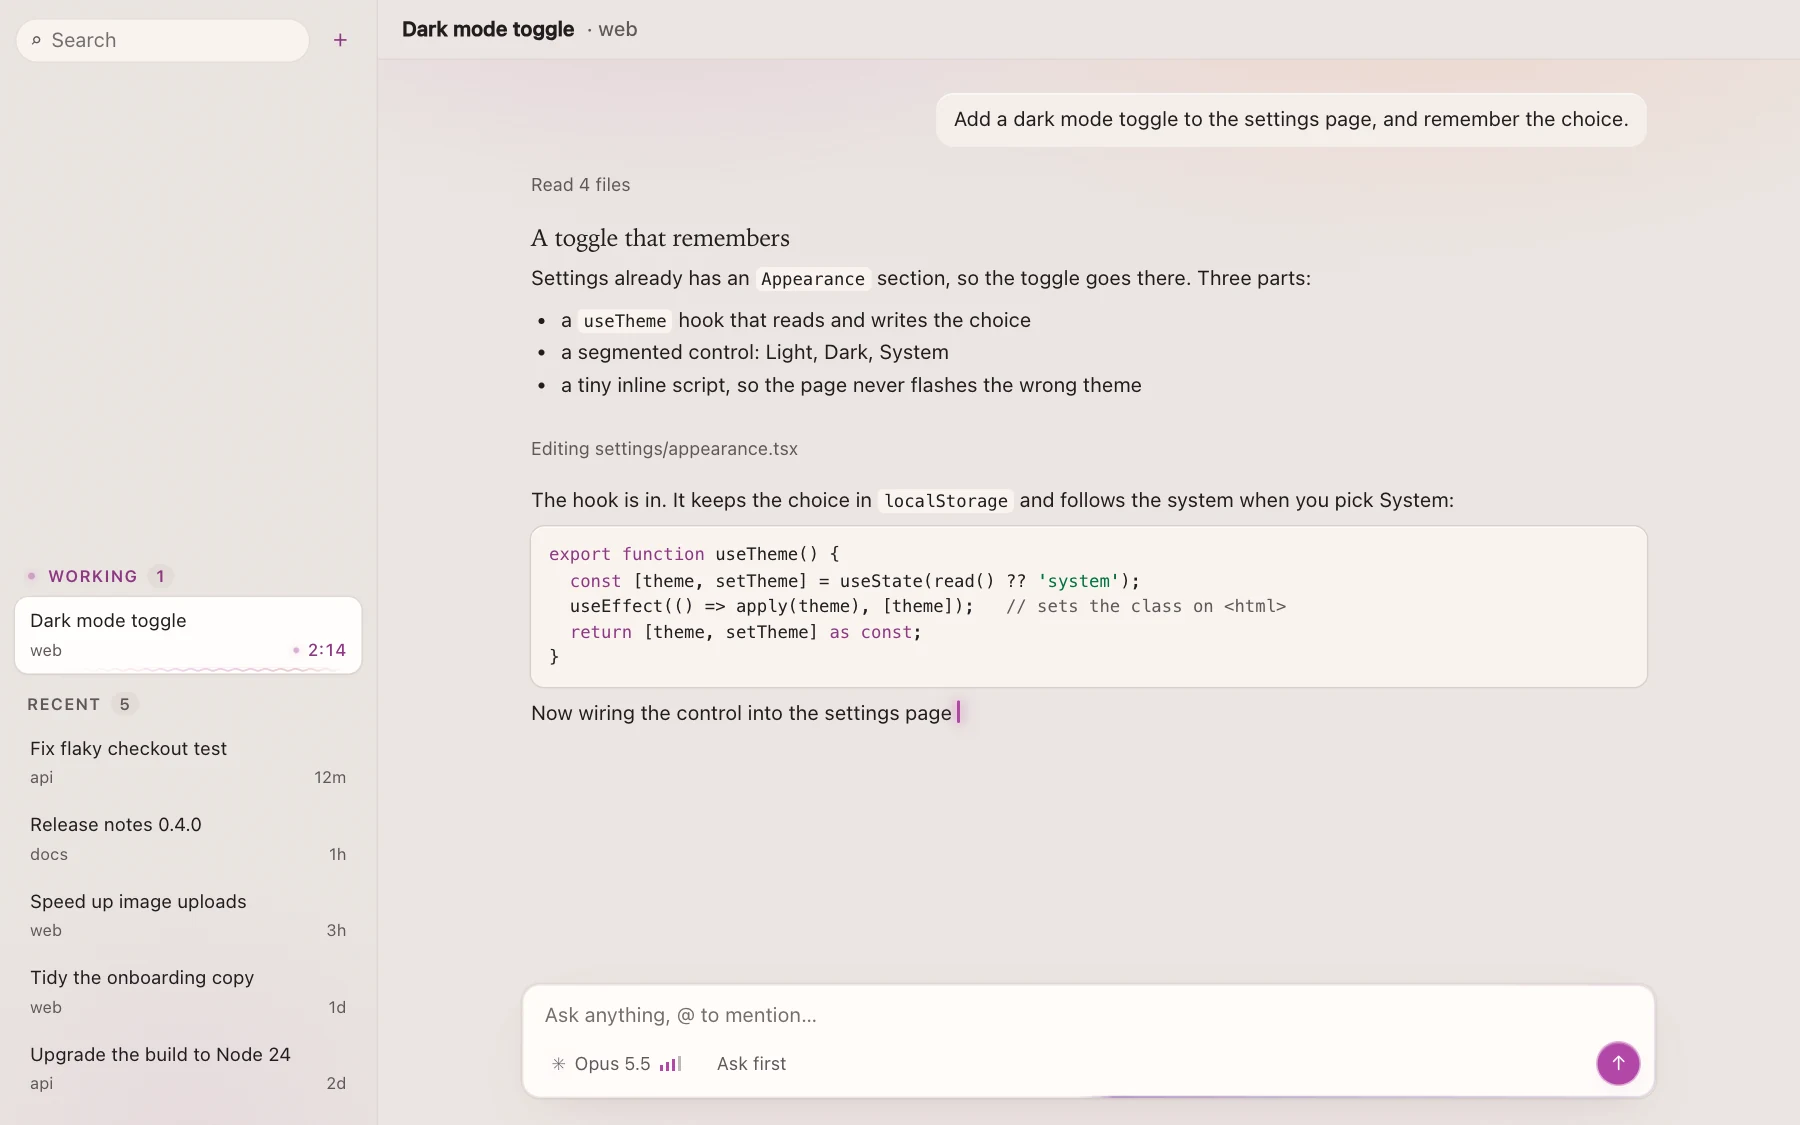 Search
+
Dark mode toggle · web
Add a dark mode toggle to the settings page, and remember the choice.
Read 4 files
A toggle that remembers
Settings already has an Appearance section, so the toggle goes there. Three parts:
• a useTheme hook that reads and writes the choice
• a segmented control: Light, Dark, System
• a tiny inline script, so the page never flashes the wrong theme
Editing settings/appearance.tsx
The hook is in. It keeps the choice in localStorage and follows the system when you pick System:
export function useTheme() {
  const [theme, setTheme] = useState(read() ?? 'system');
  useEffect(() => apply(theme), [theme]);   // sets the class on <html>
  return [theme, setTheme] as const;
}
Now wiring the control into the settings page
WORKING 1
Dark mode toggle
web 2:14
RECENT 5
Fix flaky checkout test
api 12m
Release notes 0.4.0
docs 1h
Speed up image uploads
web 3h
Tidy the onboarding copy
web 1d
Upgrade the build to Node 24
api 2d
Ask anything, @ to mention...
Opus 5.5 Ask first